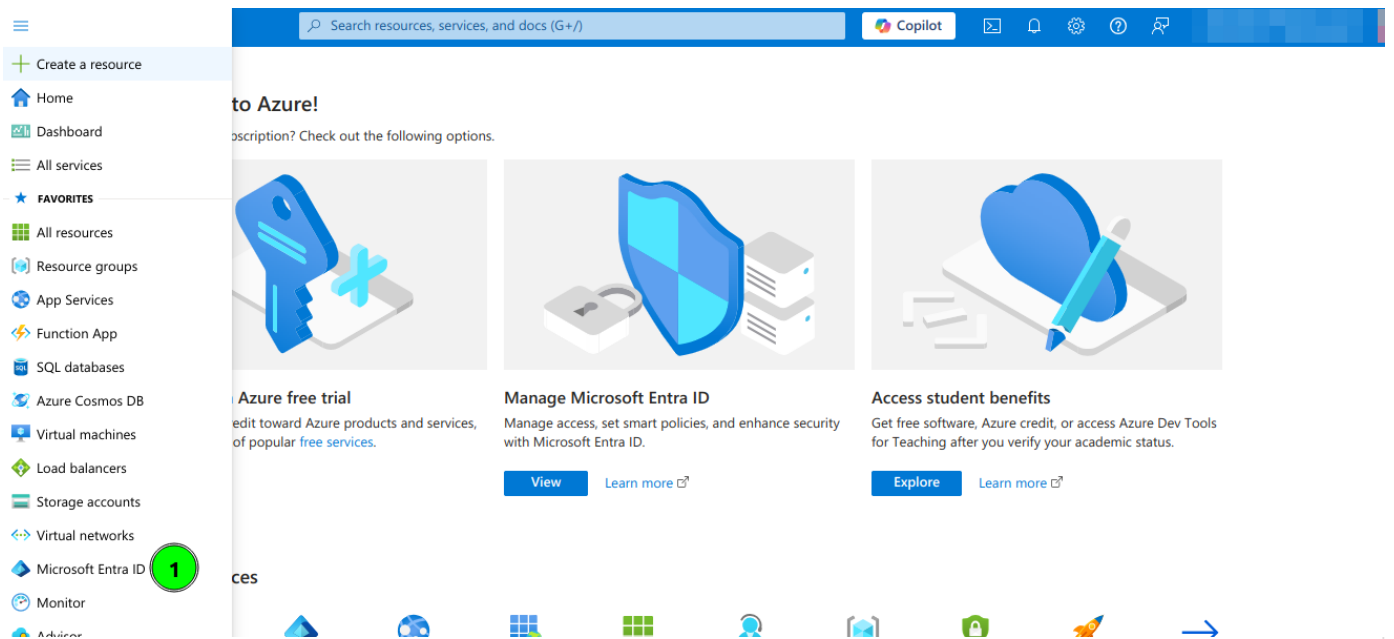 Search resources, services, and docs (G+/)
Copilot
Create a resource
Home
Dashboard
All services
FAVORITES
All resources
Resource groups
App Services
Function App
SQL databases
Azure Cosmos DB
Virtual machines
Load balancers
Storage accounts
Virtual networks
Microsoft Entra ID
1
Monitor
Advisor
to Azure!
oscription? Check out the following options.
Azure free trial
edit toward Azure products and services,
of popular free services.
Manage Microsoft Entra ID
Manage access, set smart policies, and enhance security
with Microsoft Entra ID.
View
Learn more
Access student benefits
Get free software, Azure credit, or access Azure Dev Tools
for Teaching after you verify your academic status.
Explore
Learn more
ces